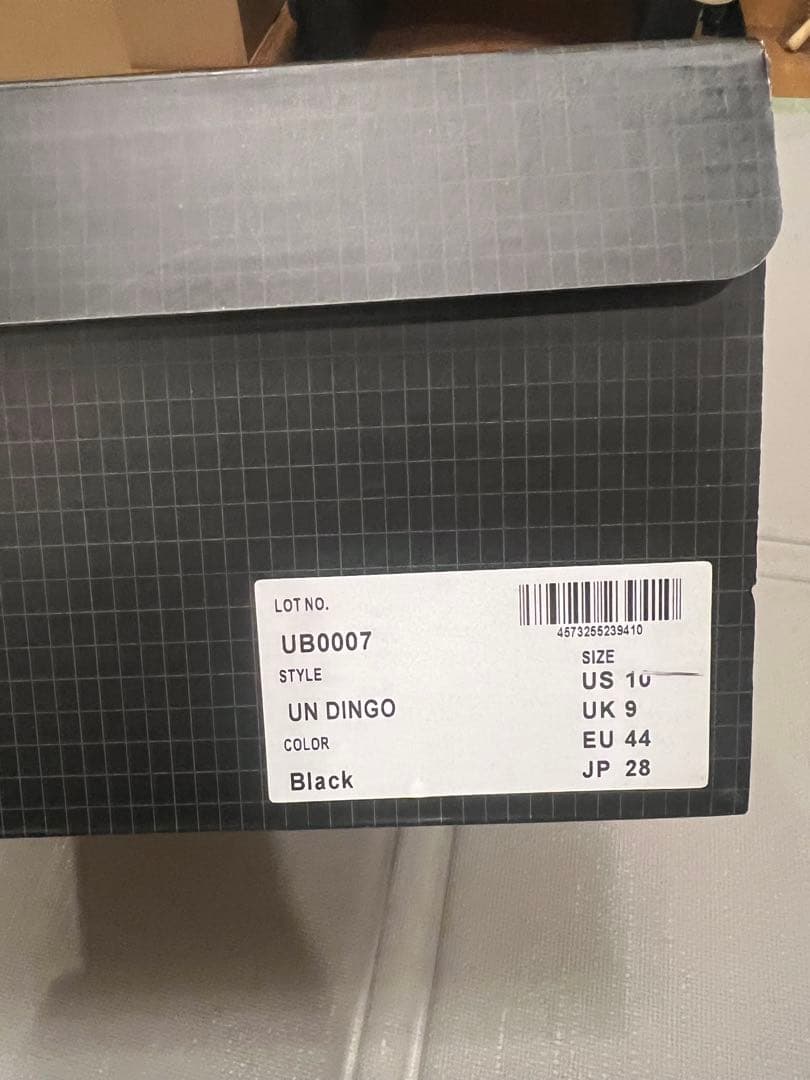 LOT NO.
UB0007
STYLE
UN DINGO
COLOR
Black
4573255239410
SIZE
US 10
UK 9
EU 44
JP 28